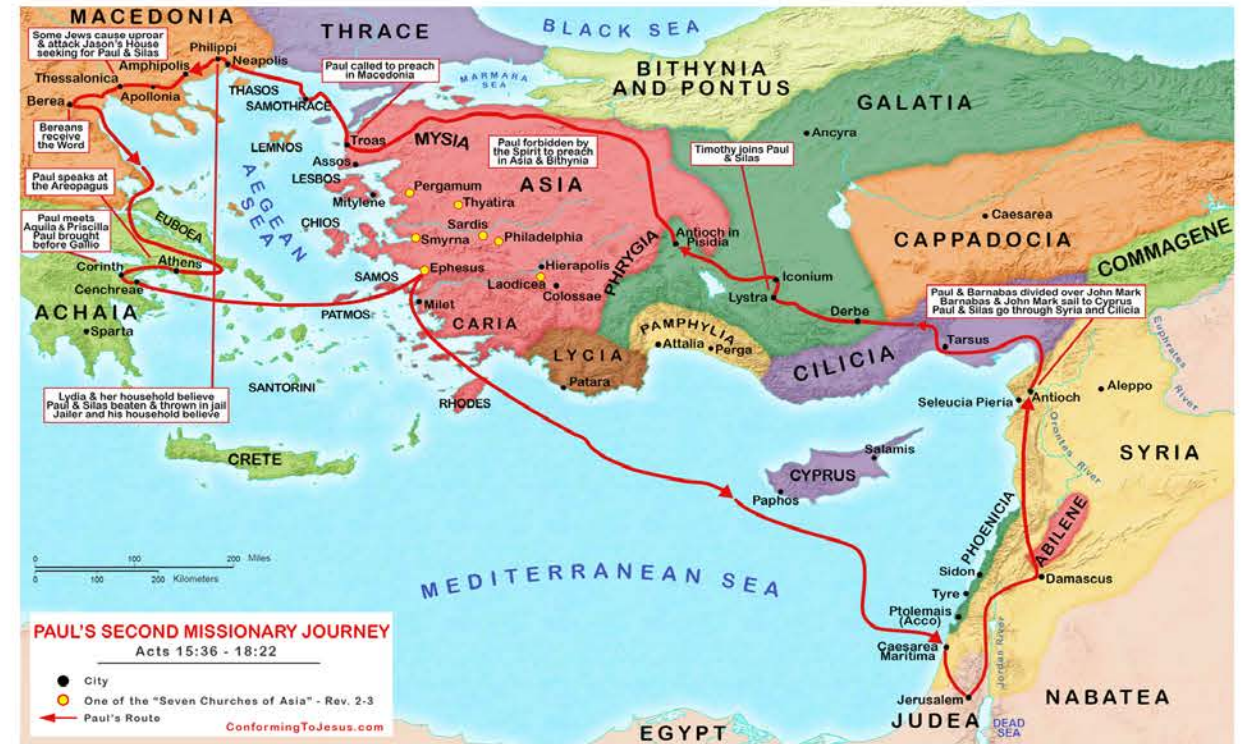 MACEDONIA
THRACE
BLACK SEA
Some Jews cause uproar
& attack Jason's House
seeking for Paul & Silas
Philippi
Neapolis
Amphipolis
Thessalonica
Apollonia
Berea
THASOS
SAMOTHRACE
Paul called to preach
in Macedonia
MARMARA
SEA
BITHYNIA
AND PONTUS
GALATIA
Ancyra
Bereans
receive
the Word
LEMNOS
Troas
MYSIA
Assos
LESBOS
Mitylene
Paul forbidden by
the Spirit to preach
in Asia & Bithynia
Timothy joins Paul
& Silas
ASIA
Pergamum
Thyatira
Sardis
Smyrna
Philadelphia
Paul speaks at
the Areopagus
AEGEAN
SEA
CHIOS
EUBOEA
Paul meets
Aquila & Priscilla
Paul brought
before Gallio
Corinth
Athens
Cenchreae
ACHAIA
Sparta
SAMOS
PATMOS
Ephesus
Milet
Hierapolis
Laodicea
Colossae
CARIA
PHRYGIA
Antioch in
Pisidia
Iconium
Lystra
Derbe
Caesarea
CAPPADOCIA
COMMAGENE
Paul & Barnabas divided over John Mark
Barnabas & John Mark sail to Cyprus
Paul & Silas go through Syria and Cilicia
Euphrates
River
PAMPHYLIA
Attalia
Perga
LYCIA
Patara
CILICIA
Tarsus
Seleucia Pieria
Antioch
Aleppo
Orontes River
SYRIA
Lydia & her household believe
Paul & Silas beaten & thrown in jail
Jailer and his household believe
SANTORINI
RHODES
CRETE
Salamis
CYPRUS
Paphos
MEDITERRANEAN SEA
PHOENICIA
ABILENE
Sidon
Damascus
Tyre
Ptolemais
(Acco)
Caesarea
Maritima
Jordan River
Jerusalem
JUDEA
DEAD
SEA
NABATEA
EGYPT
0 100 200 Miles
0 100 200 Kilometers
PAUL'S SECOND MISSIONARY JOURNEY
Acts 15:36 - 18:22
City
One of the "Seven Churches of Asia" - Rev. 2-3
Paul's Route
ConformingToJesus.com